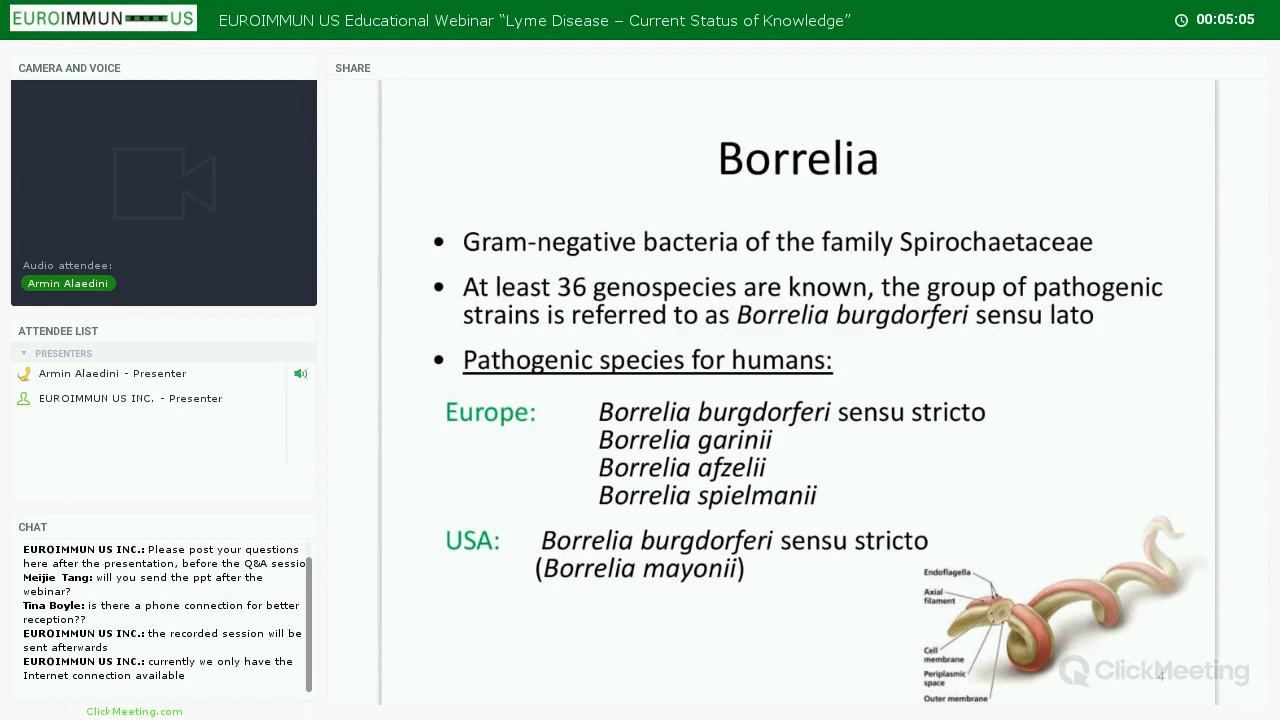 EUROIMMUN US
EUROIMMUN US Educational Webinar “Lyme Disease – Current Status of Knowledge”
00:05:05
CAMERA AND VOICE
Audio attendee:
Armin Alaedini
ATTENDEE LIST
PRESENTERS
Armin Alaedini - Presenter
EUROIMMUN US INC. - Presenter
CHAT
EUROIMMUN US INC.: Please post your questions
here after the presentation, before the Q&A sessio
Meijie Tang: will you send the ppt after the
webinar?
Tina Boyle: is there a phone connection for better
reception??
EUROIMMUN US INC.: the recorded session will be
sent afterwards
EUROIMMUN US INC.: currently we only have the
Internet connection available
ClickMeeting.com
SHARE
Borrelia
• Gram-negative bacteria of the family Spirochaetaceae
• At least 36 genospecies are known, the group of pathogenic
strains is referred to as Borrelia burgdorferi sensu lato
• Pathogenic species for humans:
Europe: Borrelia burgdorferi sensu stricto
Borrelia garinii
Borrelia afzelii
Borrelia spielmanii
USA: Borrelia burgdorferi sensu stricto
(Borrelia mayonii)
Endoflagella
Axial
filament
Cell
membrane
Periplasmic
space
Outer membrane
4
ClickMeeting